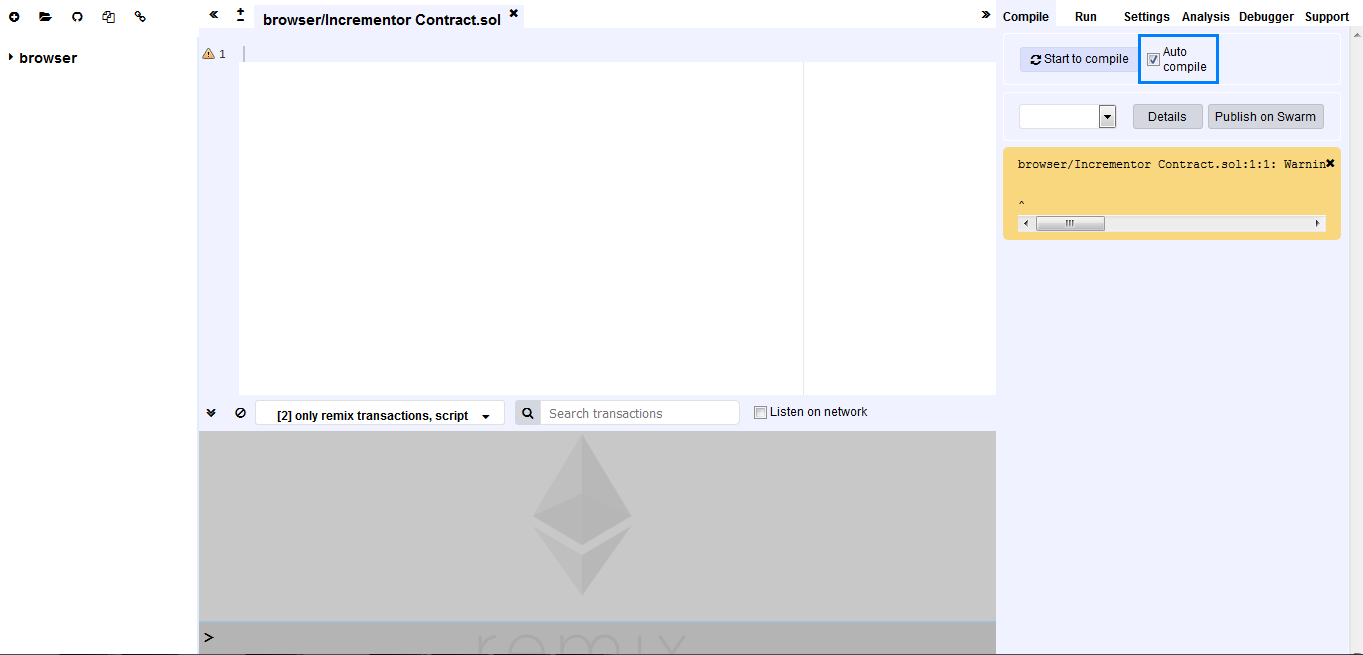 browser/Incrementor Contract.sol
Compile
Run
Settings
Analysis
Debugger
Support
browser
1
Start to compile
Auto
compile
Details
Publish on Swarm
browser/Incrementor Contract.sol:1:1: Warnin
^
[2] only remix transactions, script
Search transactions
Listen on network
>
remix